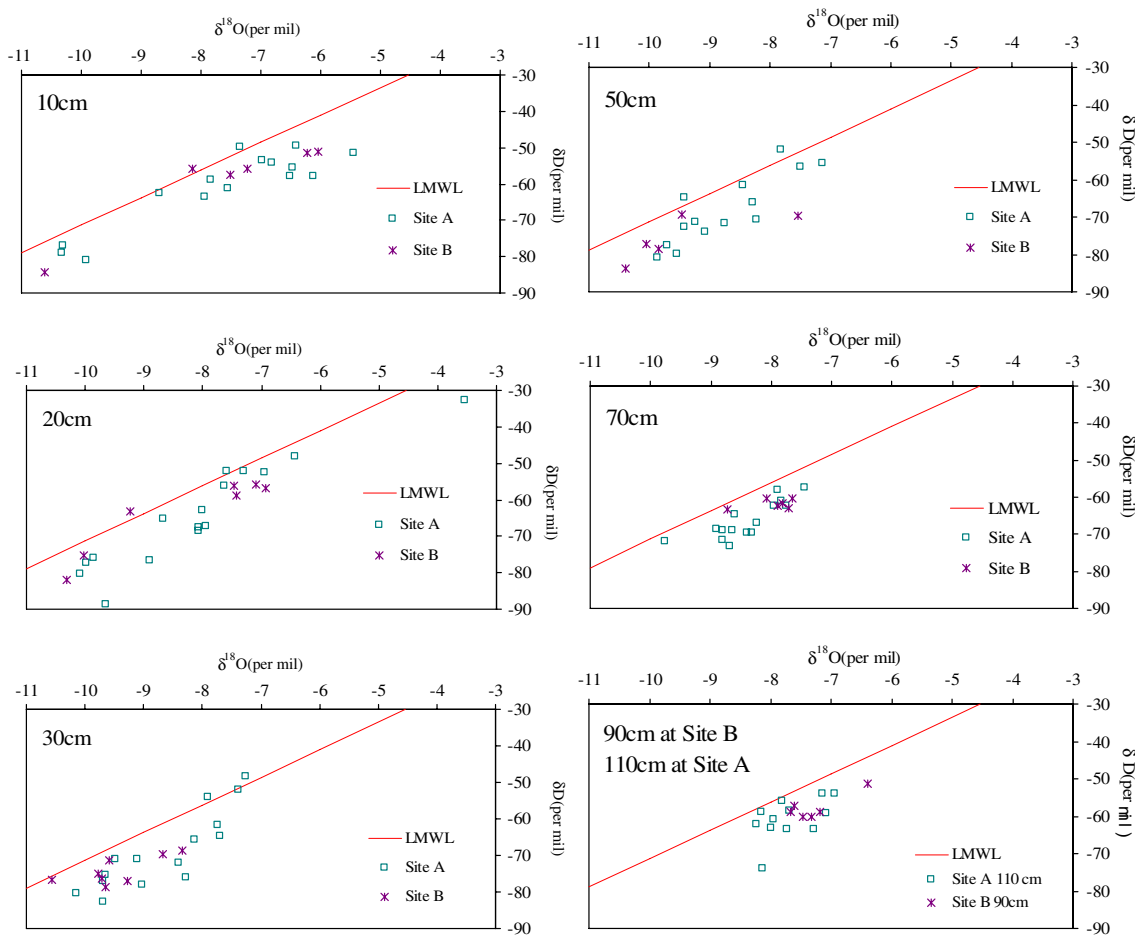 δ18O(per mil)
-11 -10 -9 -8 -7 -6 -5 -4 -3
10cm
-30
-40
-50
-60
-70
-80
-90
δD(per mil)
LMWL
Site A
Site B
δ18O(per mil)
-11 -10 -9 -8 -7 -6 -5 -4 -3
50cm
-30
-40
-50
-60
-70
-80
-90
δ D(per mil)
LMWL
Site A
Site B
δ18O(per mil)
-11 -10 -9 -8 -7 -6 -5 -4 -3
20cm
-30
-40
-50
-60
-70
-80
-90
δD(per mil)
LMWL
Site A
Site B
δ18O(per mil)
-11 -10 -9 -8 -7 -6 -5 -4 -3
70cm
-30
-40
-50
-60
-70
-80
-90
δD(per mil)
LMWL
Site A
Site B
δ18O(per mil)
-11 -10 -9 -8 -7 -6 -5 -4 -3
30cm
-30
-40
-50
-60
-70
-80
-90
δD(per mil)
LMWL
Site A
Site B
δ18O(per mil)
-11 -10 -9 -8 -7 -6 -5 -4 -3
90cm at Site B
110cm at Site A
-30
-40
-50
-60
-70
-80
-90
δ D(per mil)
LMWL
Site A 110 cm
Site B 90cm